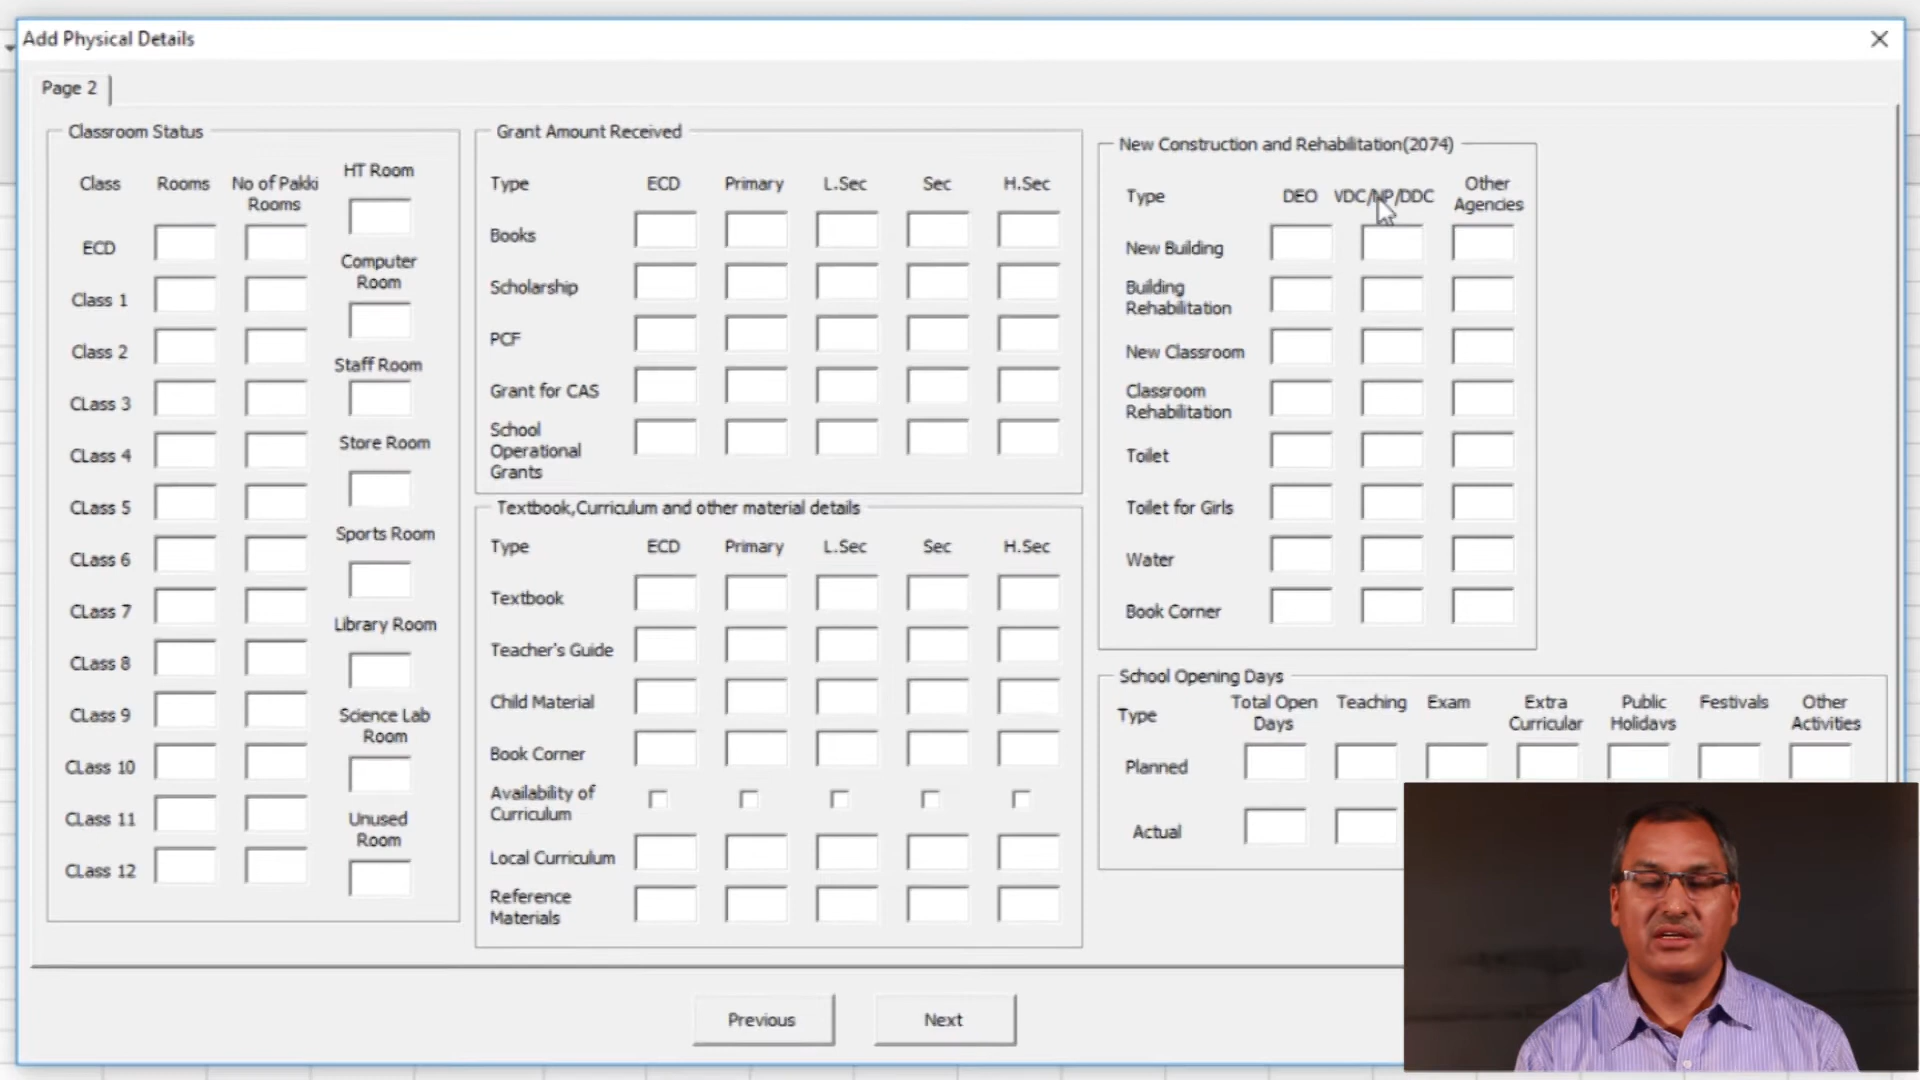 Add Physical Details
Page 2
Classroom Status
Class Rooms No of Pakki Rooms
ECD
Class 1
Class 2
CLass 3
CLass 4
CLass 5
CLass 6
CLass 7
CLass 8
CLass 9
CLass 10
CLass 11
CLass 12
HT Room
Computer
Room
Staff Room
Store Room
Sports Room
Library Room
Science Lab
Room
Unused
Room
Grant Amount Received
Type ECD Primary L.Sec Sec H.Sec
Books
Scholarship
PCF
Grant for CAS
School
Operational
Grants
Textbook,Curriculum and other material details
Type ECD Primary L.Sec Sec H.Sec
Textbook
Teacher's Guide
Child Material
Book Corner
Availability of
Curriculum
Local Curriculum
Reference
Materials
New Construction and Rehabilitation(2074)
Type DEO VDC/NP/DDC Other Agencies
New Building
Building
Rehabilitation
New Classroom
Classroom
Rehabilitation
Toilet
Toilet for Girls
Water
Book Corner
School Opening Days
Type Total Open Days Teaching Exam Extra Curricular Public Holidays Festivals Other Activities
Planned
Actual
Previous Next